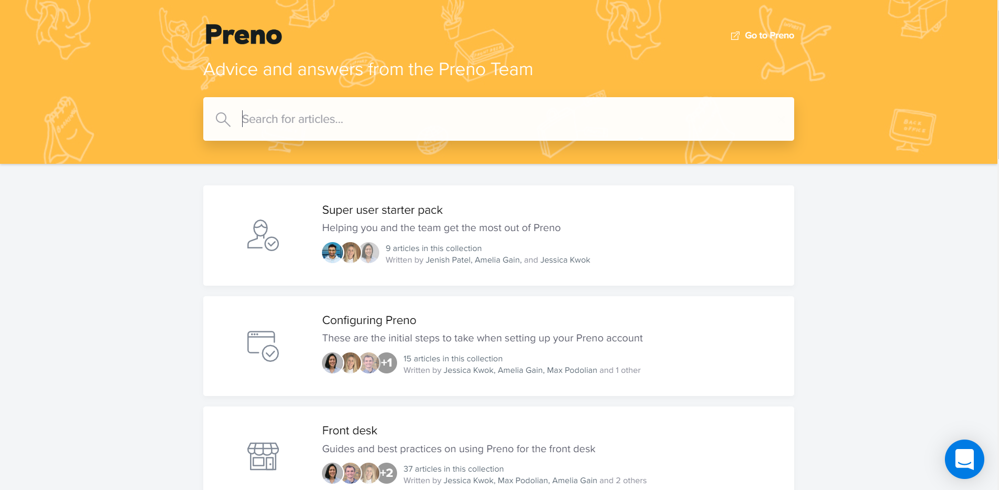 Preno
Go to Preno
Advice and answers from the Preno Team
Search for articles...
Super user starter pack
Helping you and the team get the most out of Preno
9 articles in this collection
Written by Jenish Patel, Amelia Gain, and Jessica Kwok
Configuring Preno
These are the initial steps to take when setting up your Preno account
+1
15 articles in this collection
Written by Jessica Kwok, Amelia Gain, Max Podolian and 1 other
Front desk
Guides and best practices on using Preno for the front desk
+2
37 articles in this collection
Written by Jessica Kwok, Max Podolian, Amelia Gain and 2 others
BACK
OFFICE